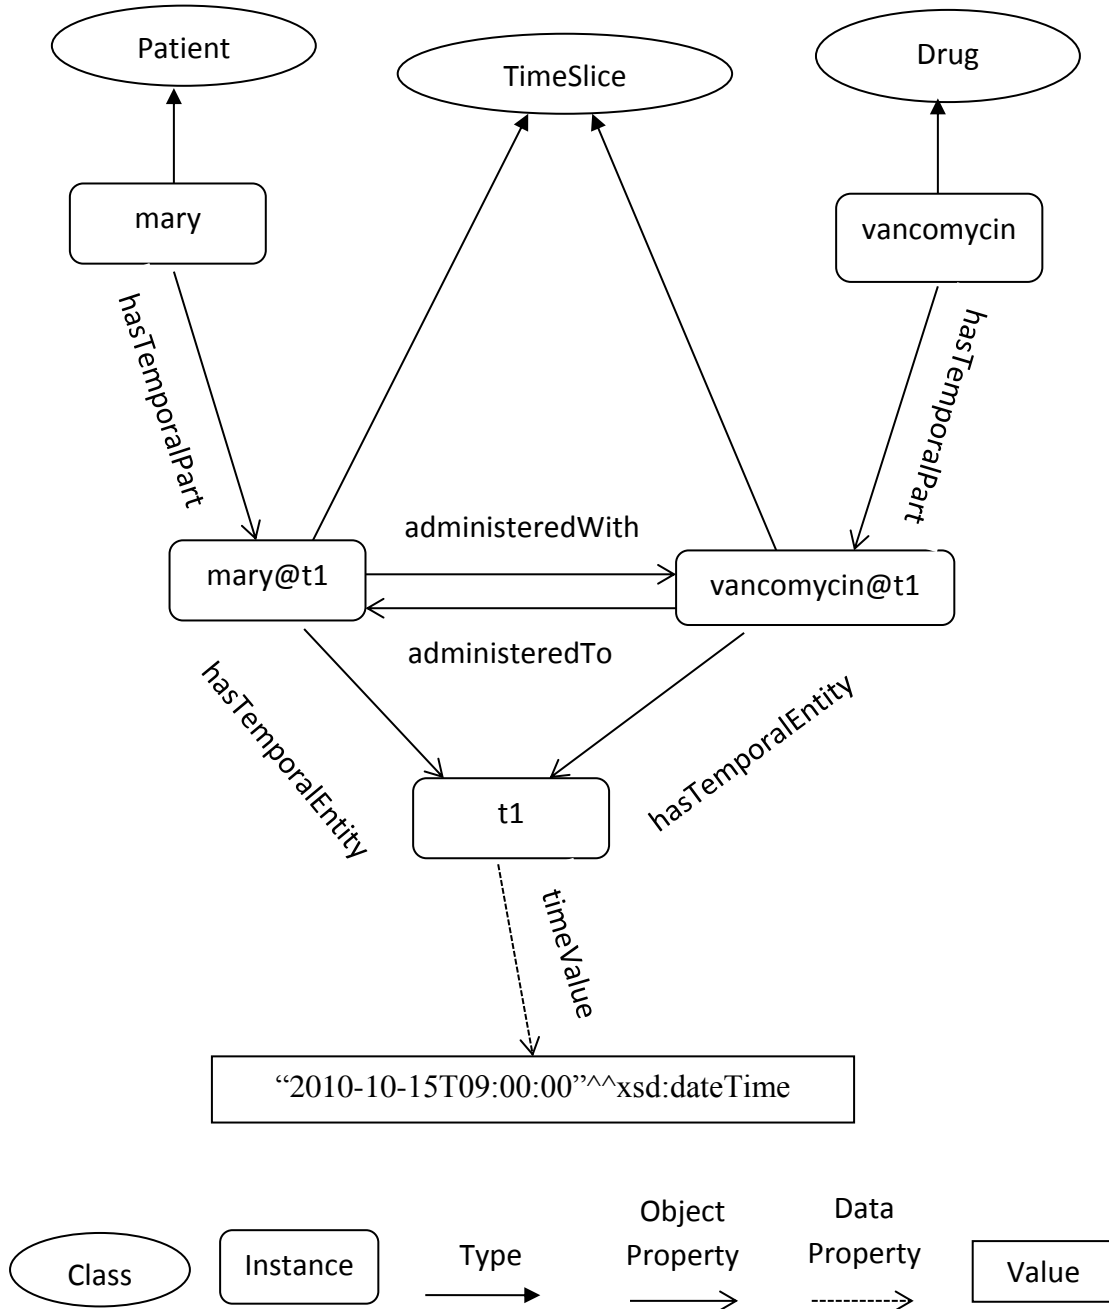 Patient
TimeSlice
Drug
mary
vancomycin
hasTemporalPart
hasTemporalPart
administeredWith
mary@t1
vancomycin@t1
administeredTo
hasTemporalEntity
hasTemporalEntity
t1
timeValue
“2010-10-15T09:00:00”^^xsd:dateTime
Class
Instance
Type
Object
Property
Data
Property
Value